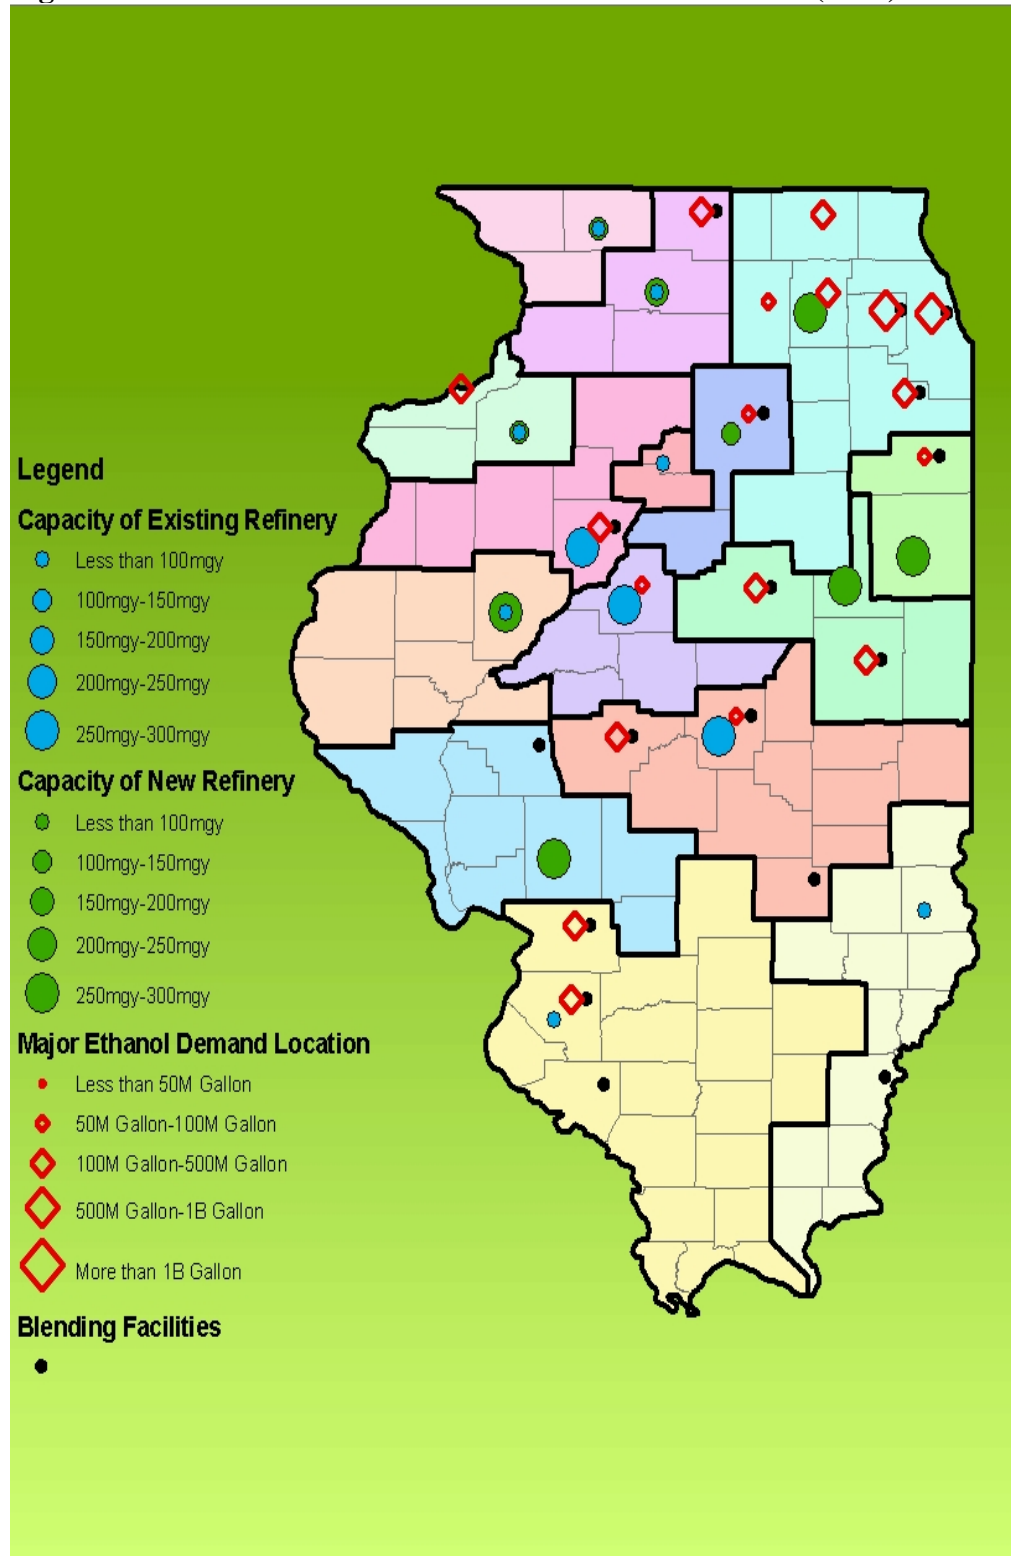 Legend
Capacity of Existing Refinery
Less than 100mgy
100mgy-150mgy
150mgy-200mgy
200mgy-250mgy
250mgy-300mgy
Capacity of New Refinery
Less than 100mgy
100mgy-150mgy
150mgy-200mgy
200mgy-250mgy
250mgy-300mgy
Major Ethanol Demand Location
Less than 50M Gallon
50M Gallon-100M Gallon
100M Gallon-500M Gallon
500M Gallon-1B Gallon
More than 1B Gallon
Blending Facilities